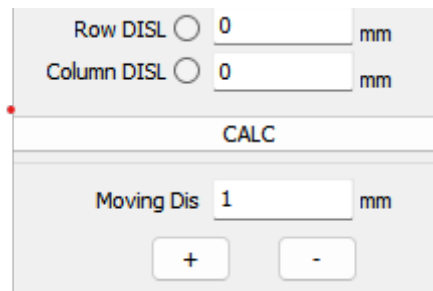 Row DISL 0 mm
Column DISL 0 mm
CALC
Moving Dis 1 mm
+ -